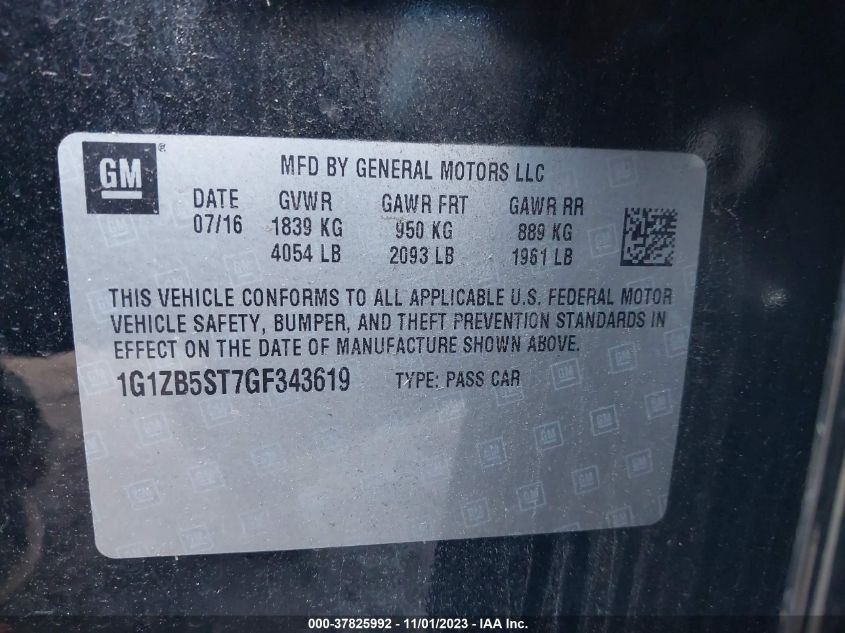 GM ®
MFD BY GENERAL MOTORS LLC
DATE GVWR GAWR FRT GAWR RR
07/16 1839 KG 950 KG 889 KG
4054 LB 2093 LB 1961 LB
THIS VEHICLE CONFORMS TO ALL APPLICABLE U.S. FEDERAL MOTOR
VEHICLE SAFETY, BUMPER, AND THEFT PREVENTION STANDARDS IN
EFFECT ON THE DATE OF MANUFACTURE SHOWN ABOVE.
1G1ZB5ST7GF343619 TYPE: PASS CAR
000-37825992 - 11/01/2023 - IAA Inc.